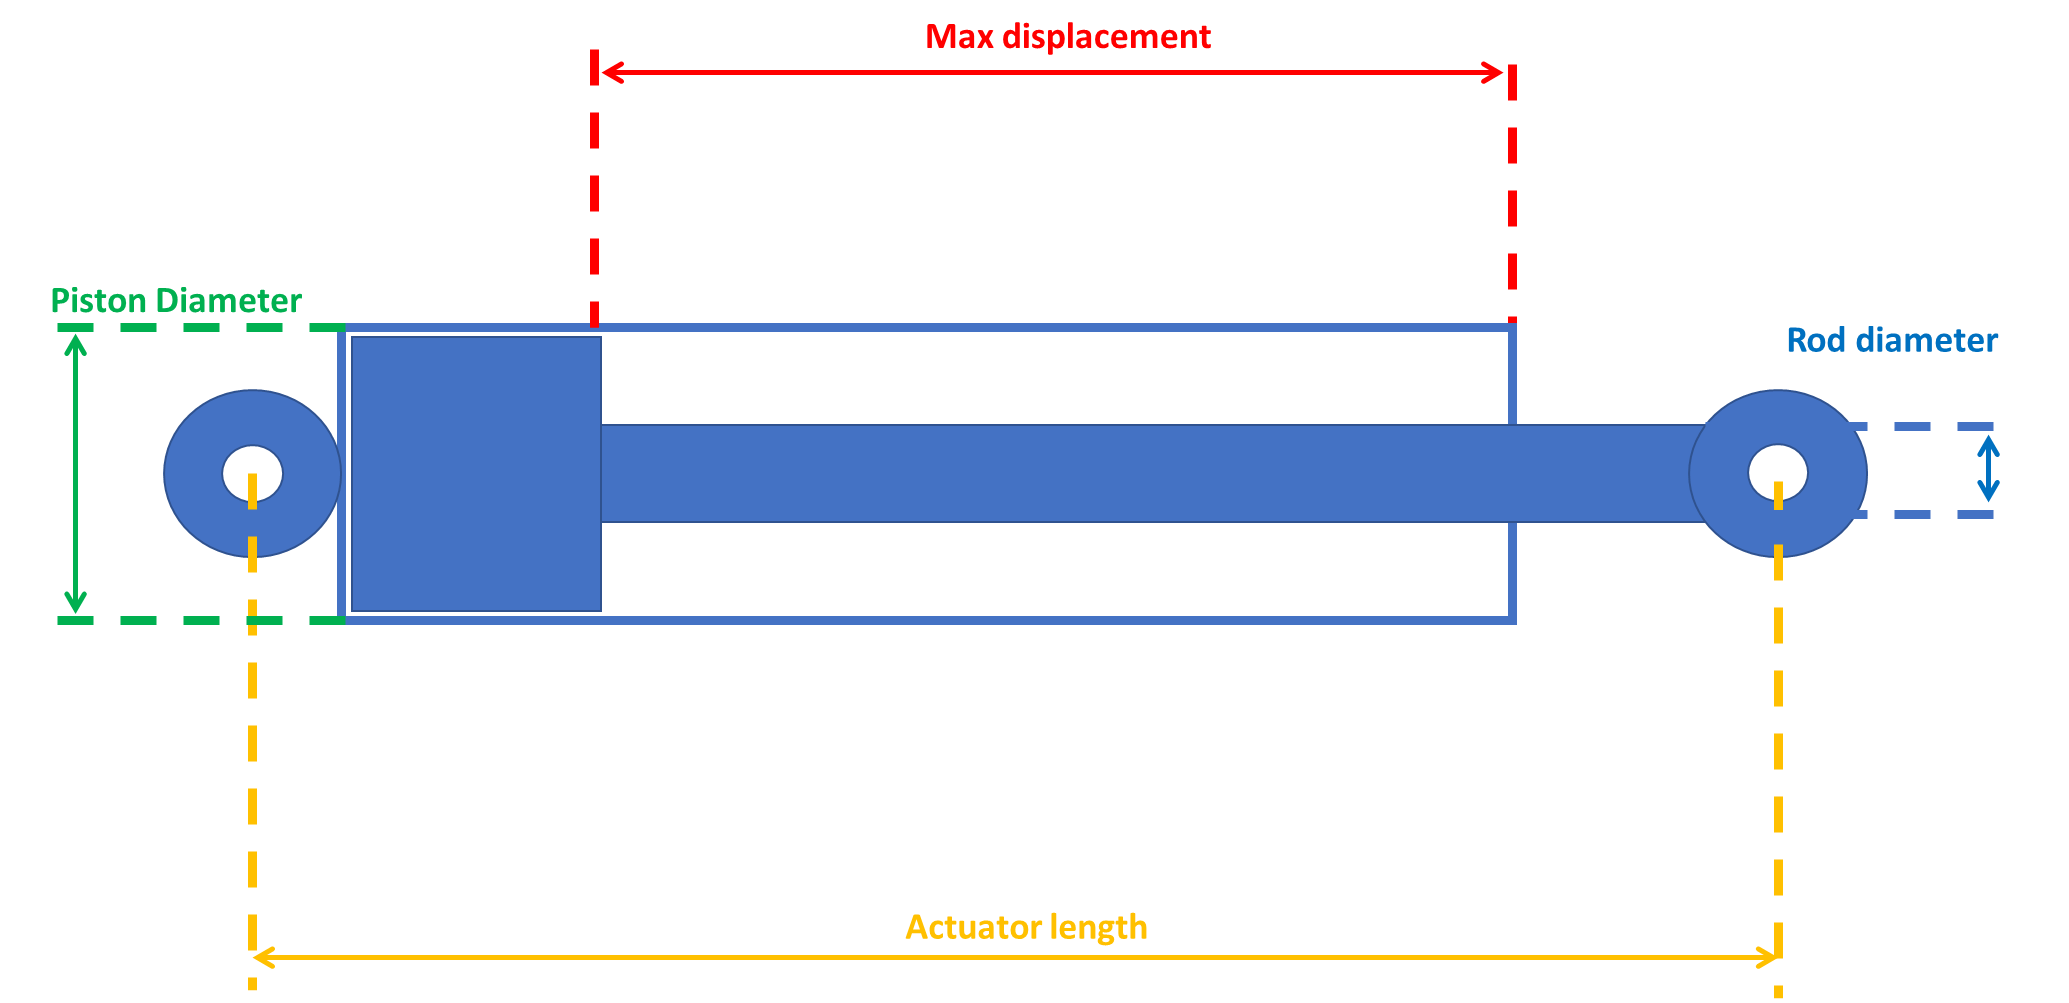 Max displacement
Piston Diameter
Rod diameter
Actuator length